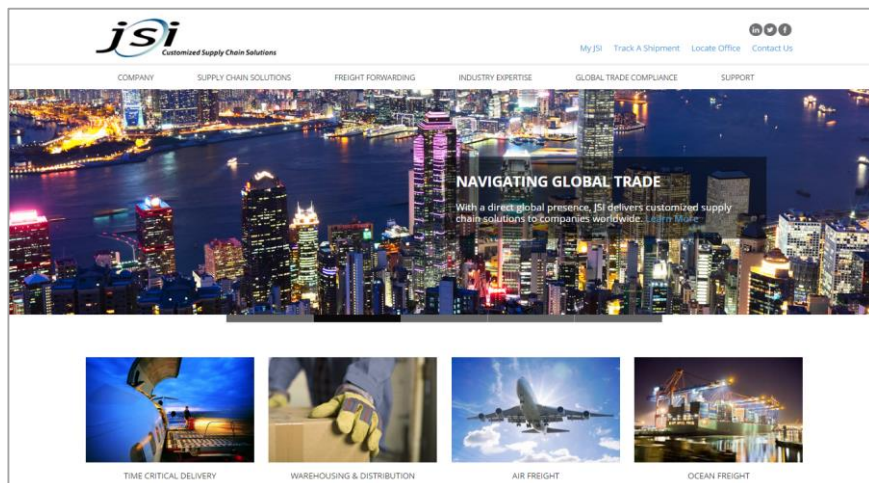 jsi
Customized Supply Chain Solutions
My JSI Track A Shipment Locate Office Contact Us
COMPANY SUPPLY CHAIN SOLUTIONS FREIGHT FORWARDING INDUSTRY EXPERTISE GLOBAL TRADE COMPLIANCE SUPPORT
NAVIGATING GLOBAL TRADE
With a direct global presence, JSI delivers customized supply
chain solutions to companies worldwide. Learn More
TIME CRITICAL DELIVERY WAREHOUSING & DISTRIBUTION AIR FREIGHT OCEAN FREIGHT